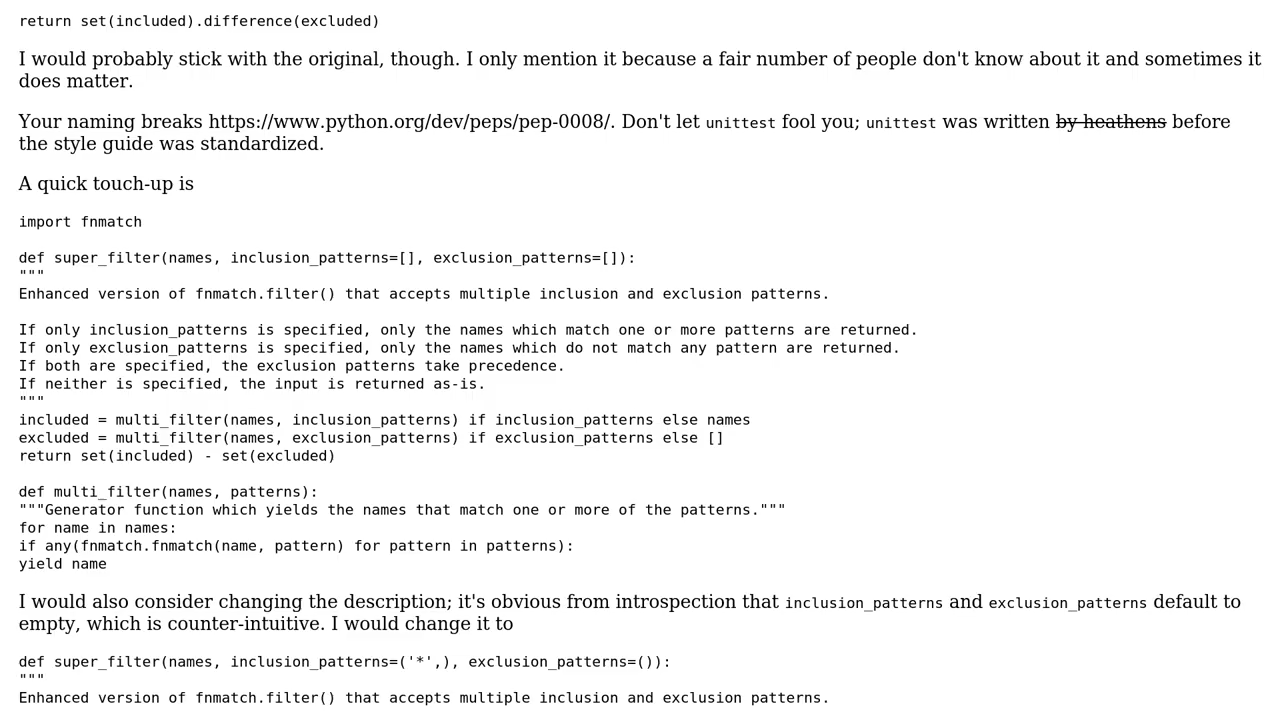 return set(included).difference(excluded)
I would probably stick with the original, though. I only mention it because a fair number of people don't know about it and sometimes it
does matter.
Your naming breaks https://www.python.org/dev/peps/pep-0008/. Don't let unittest fool you; unittest was written by heathens before
the style guide was standardized.
A quick touch-up is
import fnmatch
def super_filter(names, inclusion_patterns=[], exclusion_patterns=[]):
"""
Enhanced version of fnmatch.filter() that accepts multiple inclusion and exclusion patterns.
If only inclusion_patterns is specified, only the names which match one or more patterns are returned.
If only exclusion_patterns is specified, only the names which do not match any pattern are returned.
If both are specified, the exclusion patterns take precedence.
If neither is specified, the input is returned as-is.
"""
included = multi_filter(names, inclusion_patterns) if inclusion_patterns else names
excluded = multi_filter(names, exclusion_patterns) if exclusion_patterns else []
return set(included) - set(excluded)
def multi_filter(names, patterns):
"""Generator function which yields the names that match one or more of the patterns."""
for name in names:
if any(fnmatch.fnmatch(name, pattern) for pattern in patterns):
yield name
I would also consider changing the description; it's obvious from introspection that inclusion_patterns and exclusion_patterns default to
empty, which is counter-intuitive. I would change it to
def super_filter(names, inclusion_patterns=('*',), exclusion_patterns=()):
"""
Enhanced version of fnmatch.filter() that accepts multiple inclusion and exclusion patterns.